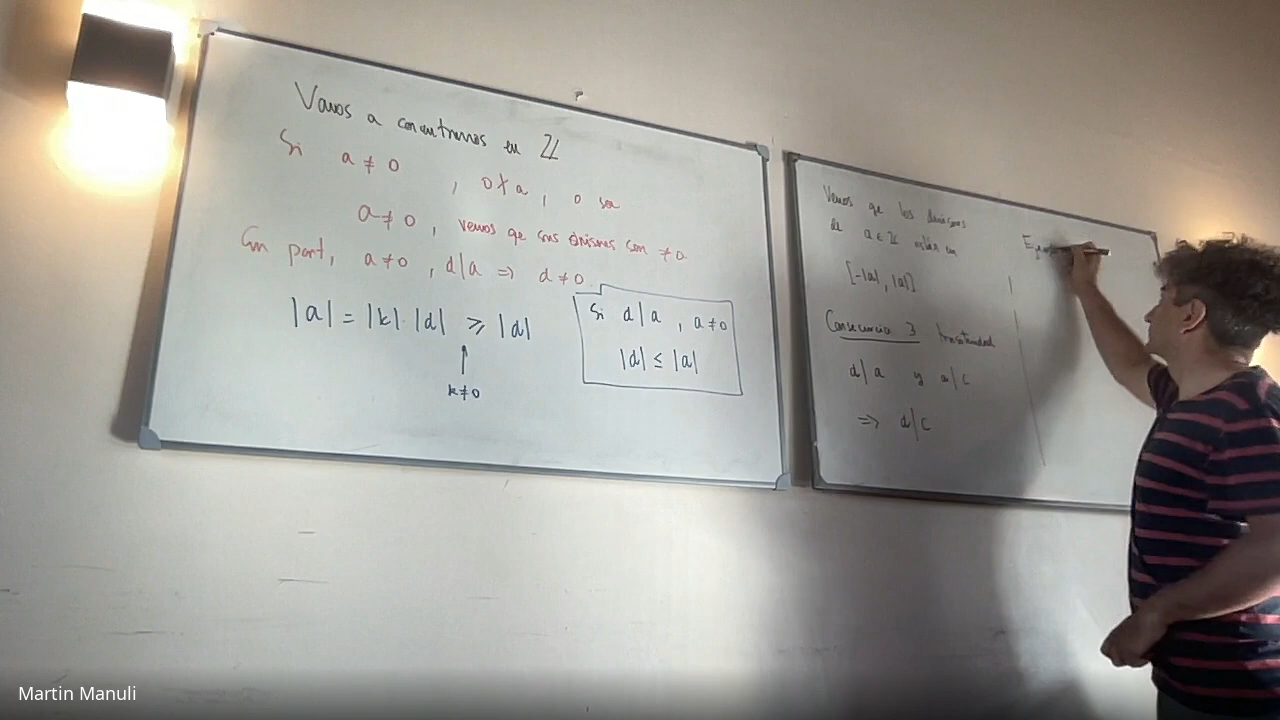 Vamos a concentrarnos en ℤ
Si a ≠ 0 , 0 ∤ a , o sea
a ≠ 0 , vemos que sus divisores son ≠ 0.
En part, a ≠ 0 , d|a => d ≠ 0
|a| = |k|·|d| ⩾ |d|
↑
k≠0
Si d|a , a≠0
|d| ≤ |a|
Vemos que los divisores
de a ∈ ℤ están en
[-|a|, |a|]
Consecuencia 3 transitividad
d|a y a|c
=> d|c
Martin Manuli